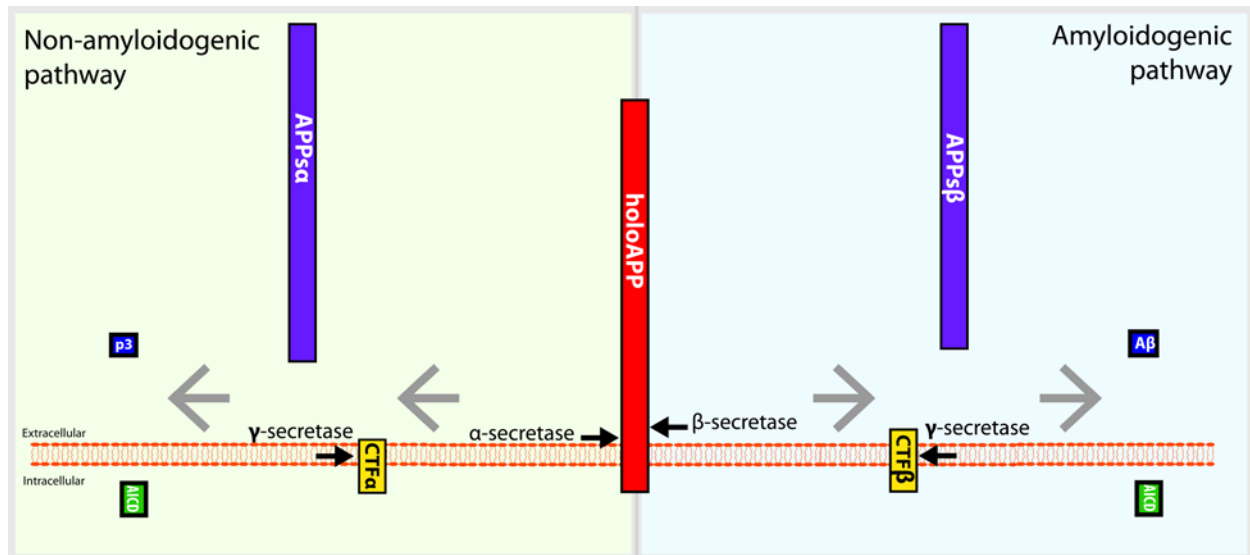 Non-amyloidogenic
pathway
Amyloidogenic
pathway
APPsα
holoAPP
APPsβ
p3
Aβ
Extracellular
γ-secretase
α-secretase
β-secretase
γ-secretase
CTFα
CTFβ
Intracellular
AICD
AICD